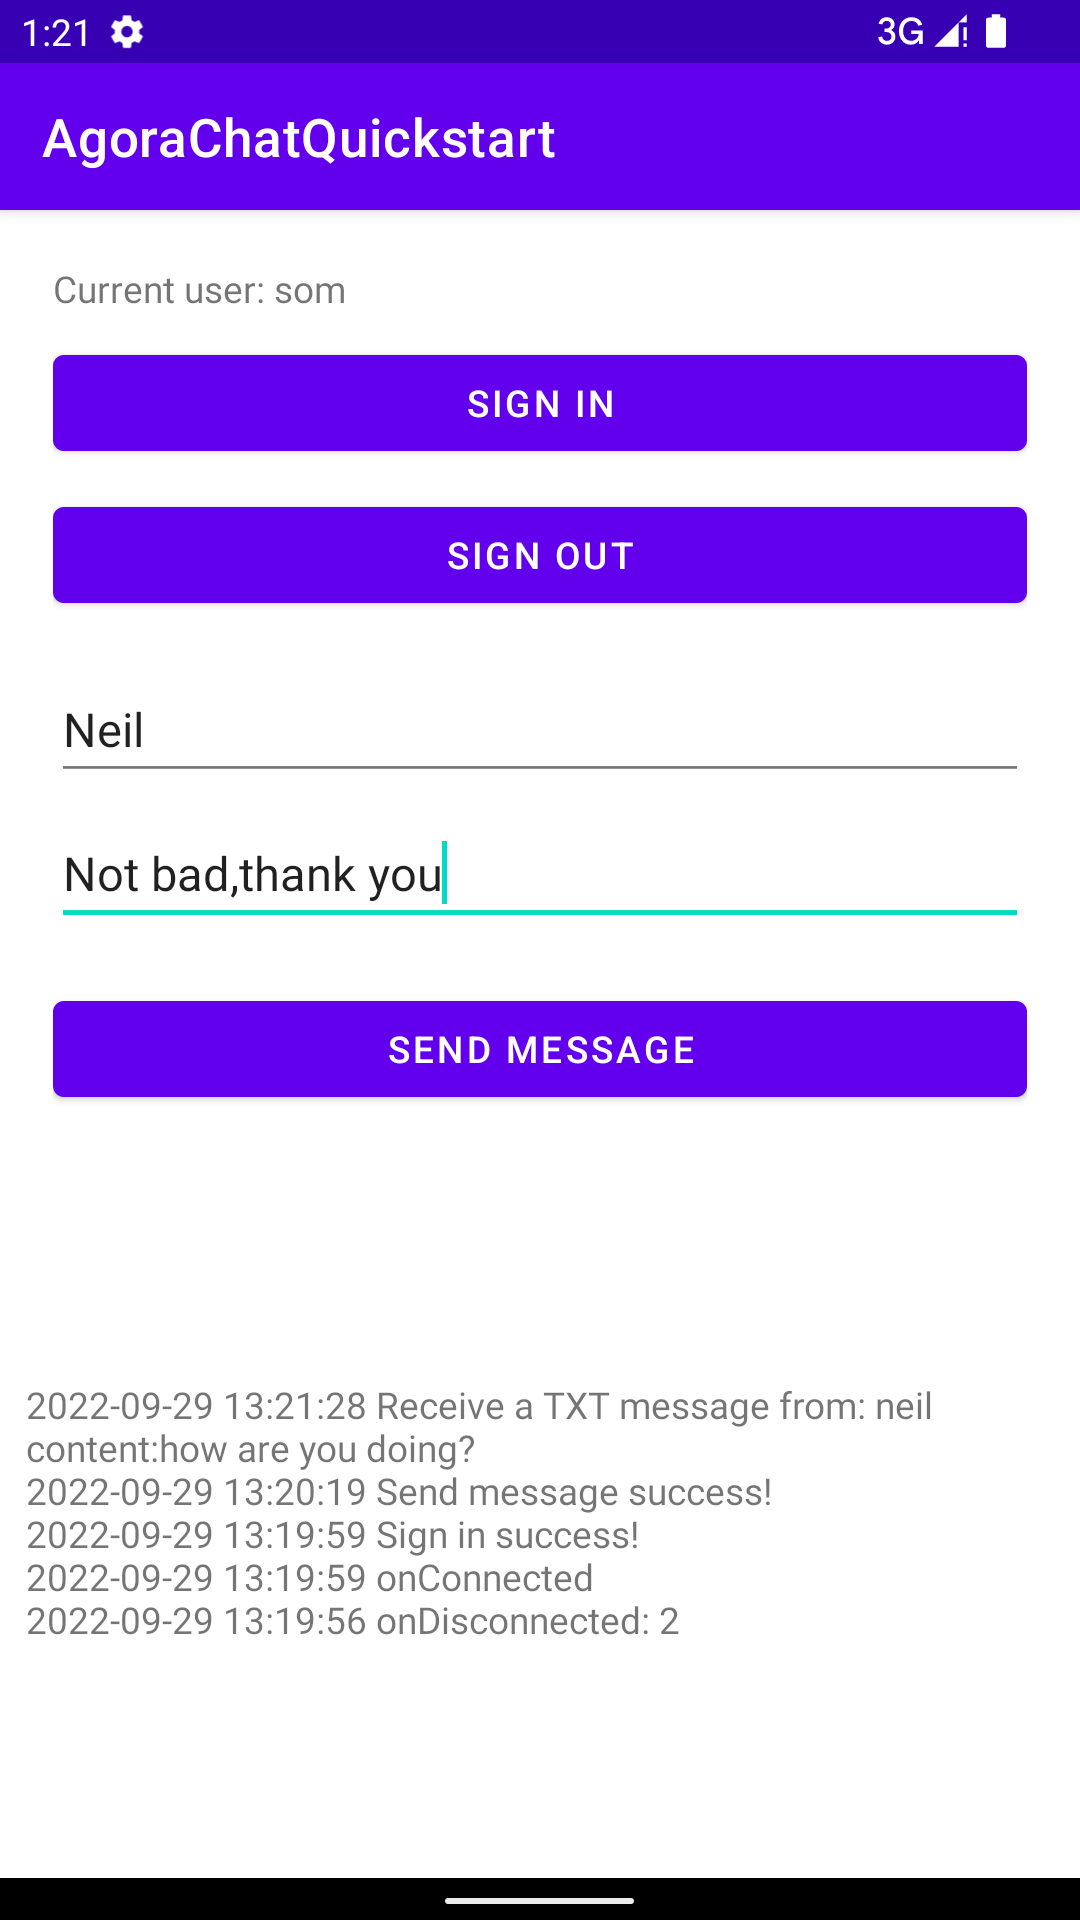 1:21
3G
AgoraChatQuickstart
Current user: som
SIGN IN
SIGN OUT
Neil
Not bad,thank you
SEND MESSAGE
2022-09-29 13:21:28 Receive a TXT message from: neil
content:how are you doing?
2022-09-29 13:20:19 Send message success!
2022-09-29 13:19:59 Sign in success!
2022-09-29 13:19:59 onConnected
2022-09-29 13:19:56 onDisconnected: 2